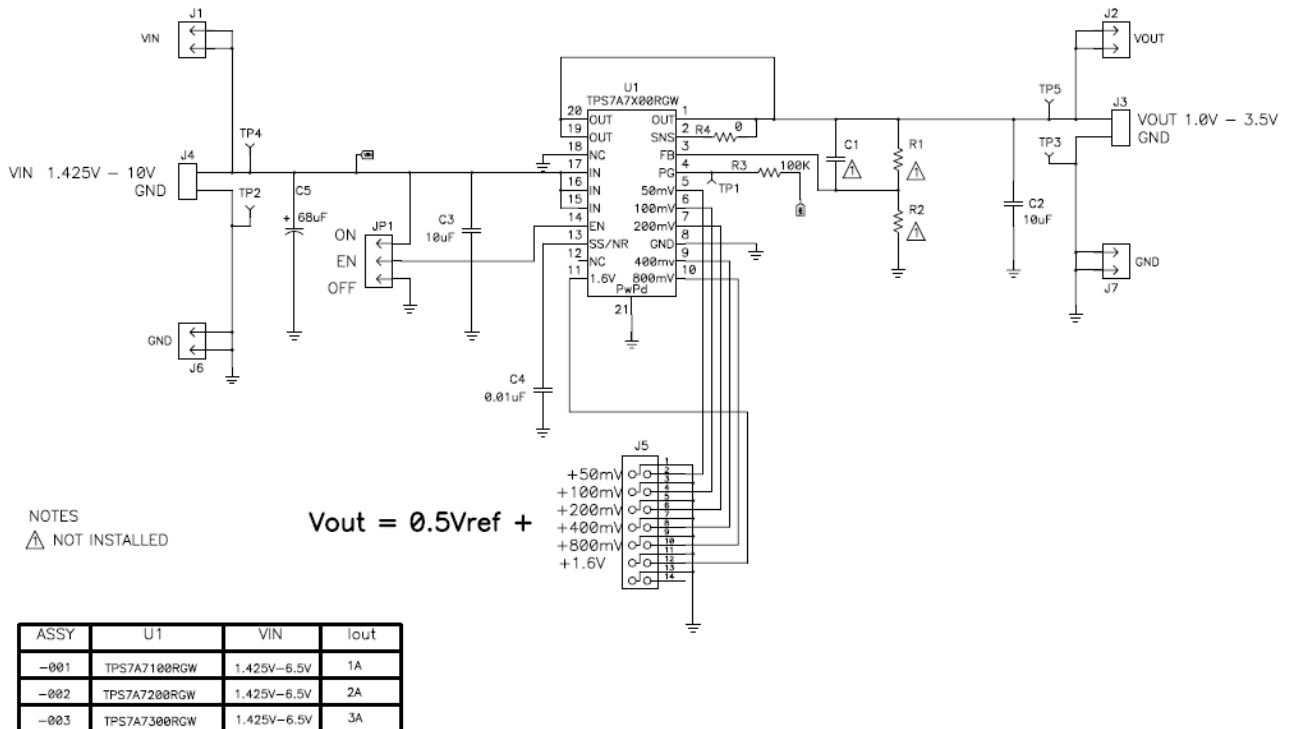 J1
VIN
J2
VOUT
U1
TPS7A7X00RGW
20 OUT
19 OUT
18 NC
17 IN
16 IN
15 IN
14 EN
13 SS/NR
12 NC
11 1.6V
OUT 1
SNS 2
FB 3
PG 4
50mV 5
100mV 6
200mV 7
GND 8
400mv 9
800mV 10
PwPd
21
R4 0
R3 100K
TP1
C1
R1
R2
C2
10uF
TP5
TP3
J3
VOUT 1.0V – 3.5V
GND
GND
J7
TP4
J4
VIN 1.425V – 10V
GND
TP2
C5
+ 68uF
JP1
ON
EN
OFF
C3
10uF
GND
J6
C4
0.01uF
J5
+50mV
+100mV
+200mV
+400mV
+800mV
+1.6V
1
2
3
4
5
6
7
8
9
10
11
12
13
14
Vout = 0.5Vref +
NOTES
NOT INSTALLED
ASSY U1 VIN Iout
–001 TPS7A7100RGW 1.425V–6.5V 1A
–002 TPS7A7200RGW 1.425V–6.5V 2A
–003 TPS7A7300RGW 1.425V–6.5V 3A